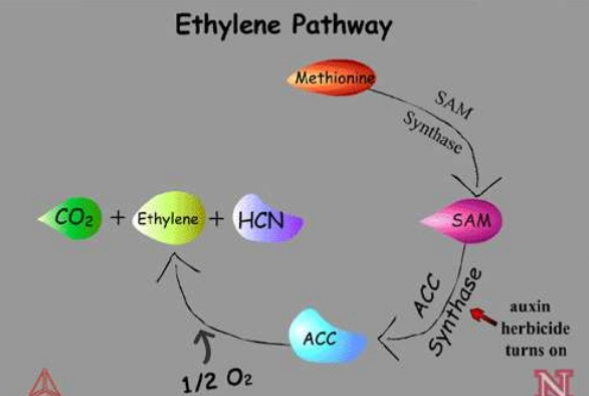 Ethylene Pathway
Methionine
SAM
Synthase
CO₂ + Ethylene + HCN
SAM
ACC
Synthase
auxin
herbicide
turns on
ACC
1/2 O₂
N